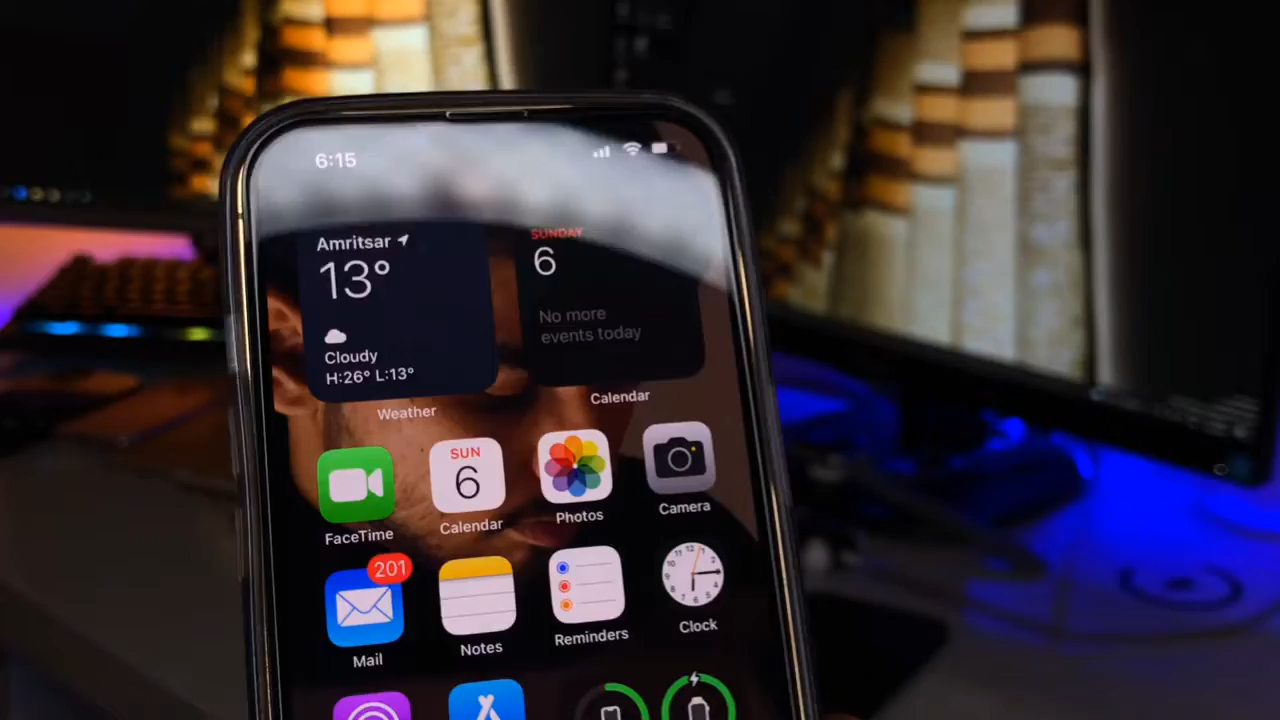 6:15
Amritsar
13°
Cloudy
H:26° L:13°
Weather
SUNDAY
6
No more
events today
Calendar
FaceTime
SUN
6
Calendar
Photos
Camera
201
Mail
Notes
Reminders
Clock